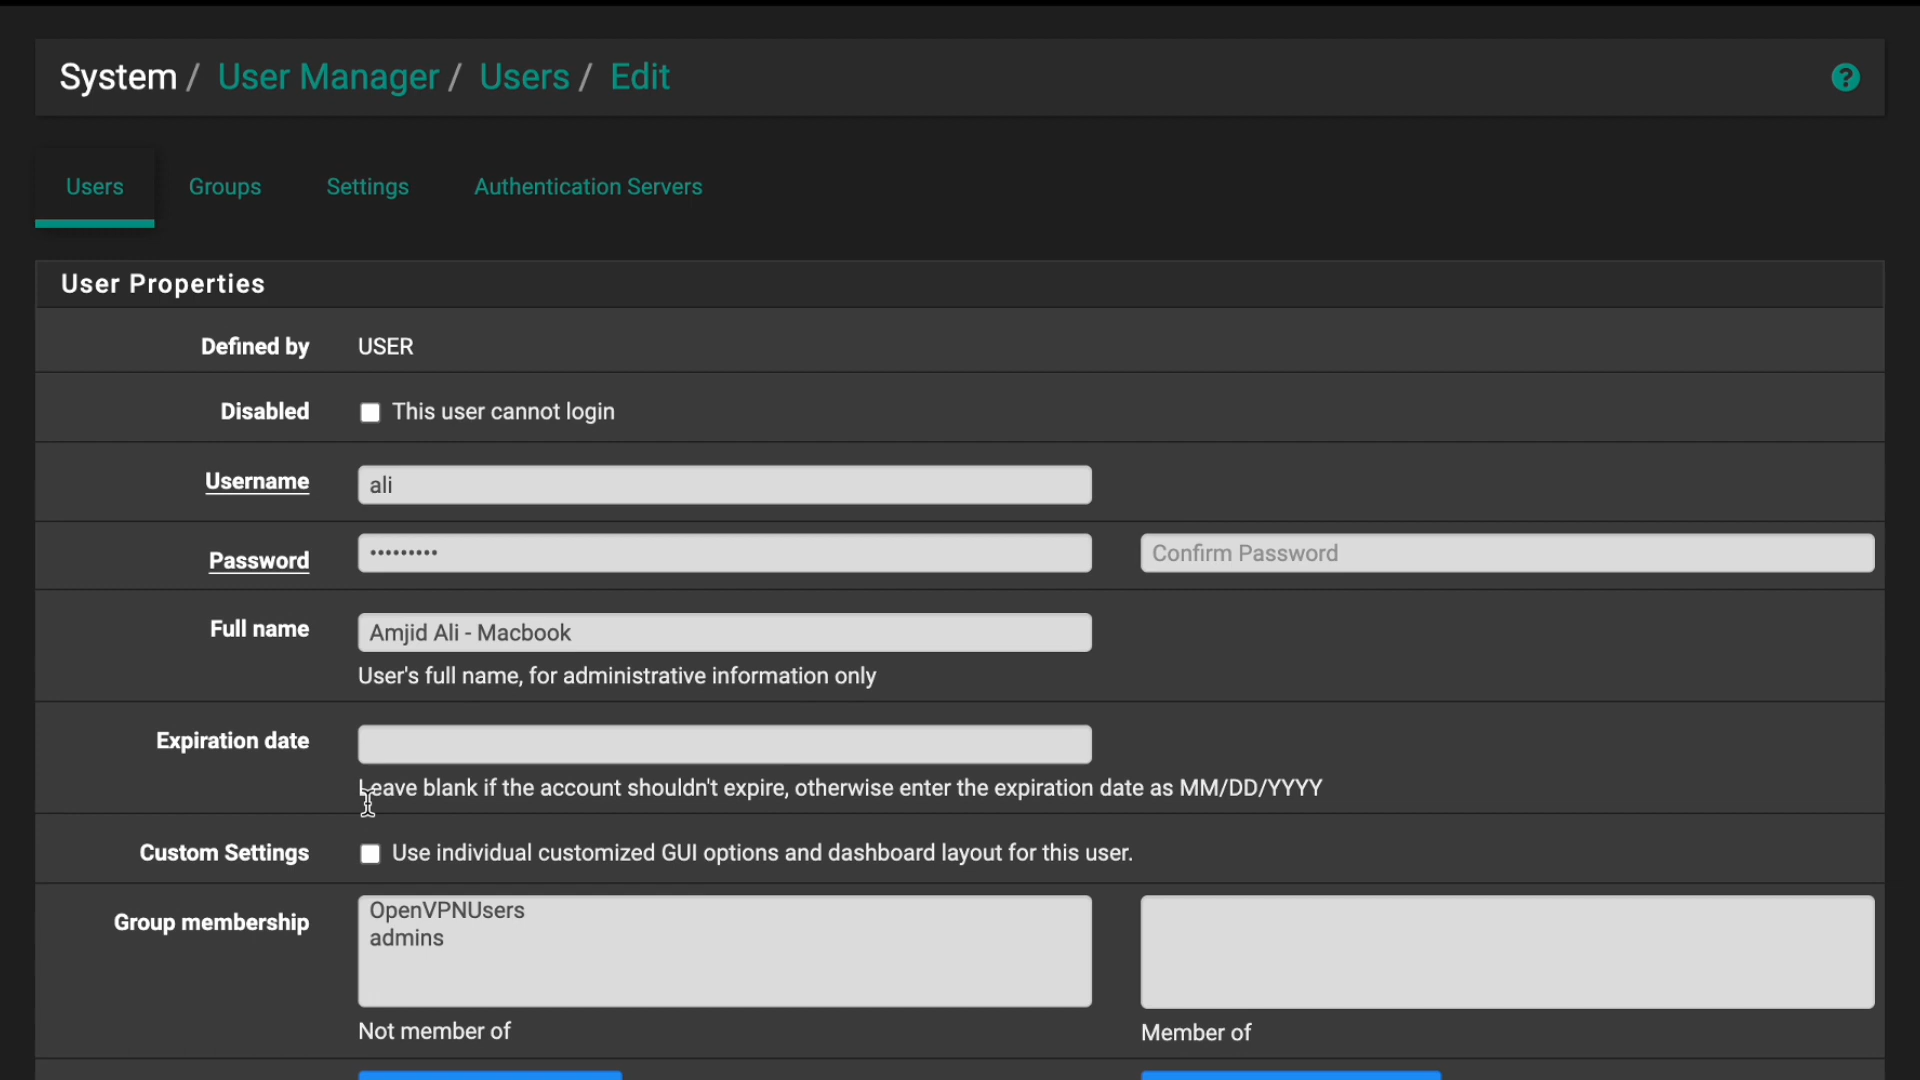 System / User Manager / Users / Edit
?
Users Groups Settings Authentication Servers
User Properties
Defined by USER
Disabled This user cannot login
Username ali
Password ••••••••• Confirm Password
Full name Amjid Ali - Macbook
User's full name, for administrative information only
Expiration date
Leave blank if the account shouldn't expire, otherwise enter the expiration date as MM/DD/YYYY
Custom Settings Use individual customized GUI options and dashboard layout for this user.
Group membership OpenVPNUsers
admins
Not member of Member of